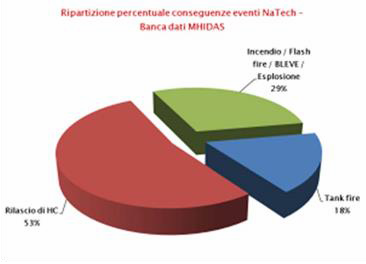 Ripartizione percentuale conseguenze eventi NaTech –
Banca dati MHIDAS
Incendio / Flash
fire / BLEVE /
Esplosione
29%
Tank fire
18%
Rilascio di HC
53%